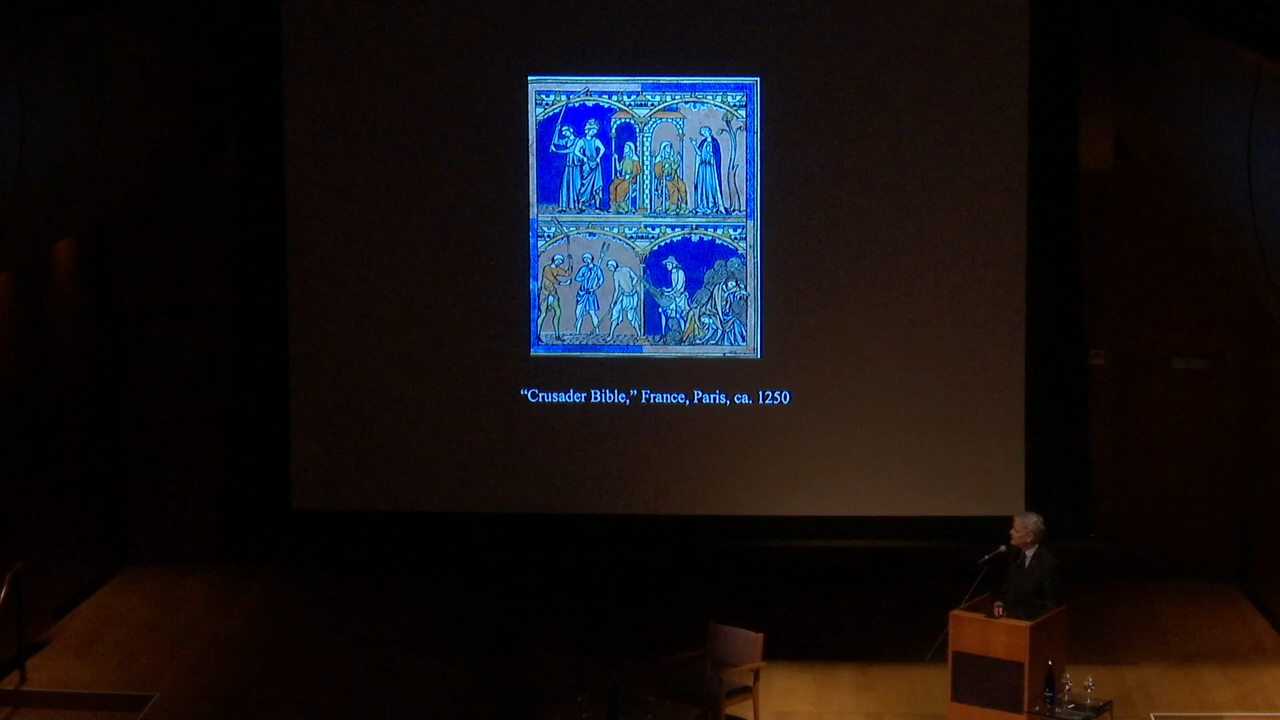 “Crusader Bible,” France, Paris, ca. 1250